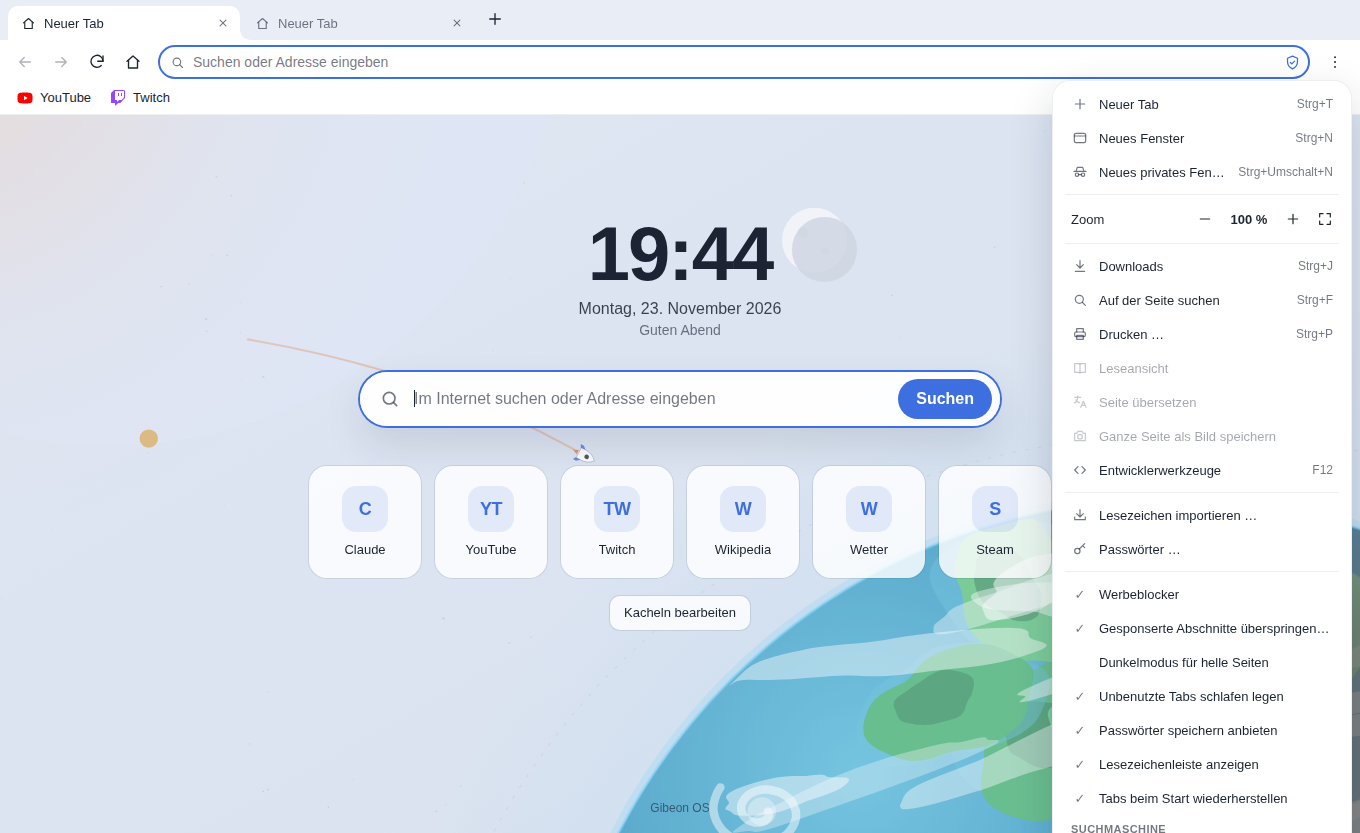 Neuer Tab
Neuer Tab
Suchen oder Adresse eingeben
YouTube
Twitch
19:44
Montag, 23. November 2026
Guten Abend
Im Internet suchen oder Adresse eingeben
Suchen
C
YT
TW
W
W
S
Claude
YouTube
Twitch
Wikipedia
Wetter
Steam
Kacheln bearbeiten
Gibeon OS
Neuer Tab Strg+T
Neues Fenster Strg+N
Neues privates Fen… Strg+Umschalt+N
Zoom 100 %
Downloads Strg+J
Auf der Seite suchen Strg+F
Drucken … Strg+P
Leseansicht
Seite übersetzen
Ganze Seite als Bild speichern
Entwicklerwerkzeuge F12
Lesezeichen importieren …
Passwörter …
✓ Werbeblocker
✓ Gesponserte Abschnitte überspringen…
Dunkelmodus für helle Seiten
✓ Unbenutzte Tabs schlafen legen
✓ Passwörter speichern anbieten
✓ Lesezeichenleiste anzeigen
✓ Tabs beim Start wiederherstellen
SUCHMASCHINE